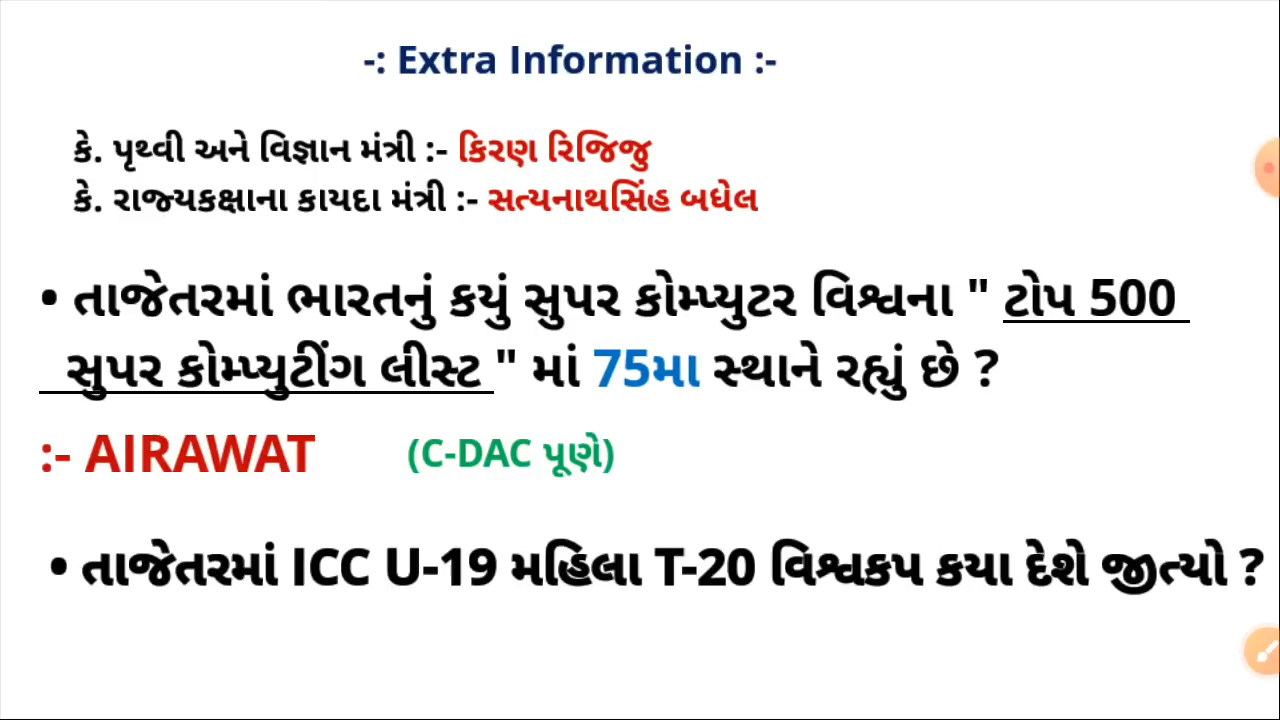 -: Extra Information :-
કે. પૃથ્વી અને વિજ્ઞાન મંત્રી :- કિરણ રિજિજુ
કે. રાજ્યકક્ષાના કાયદા મંત્રી :- સત્યનાથસિંહ બધેલ
• તાજેતરમાં ભારતનું કયું સુપર કોમ્પ્યુટર વિશ્વના " ટોપ 500
સુપર કોમ્પ્યુટીંગ લીસ્ટ " માં 75મા સ્થાને રહ્યું છે ?
:- AIRAWAT (C-DAC પૂણે)
• તાજેતરમાં ICC U-19 મહિલા T-20 વિશ્વકપ કયા દેશે જીત્યો ?